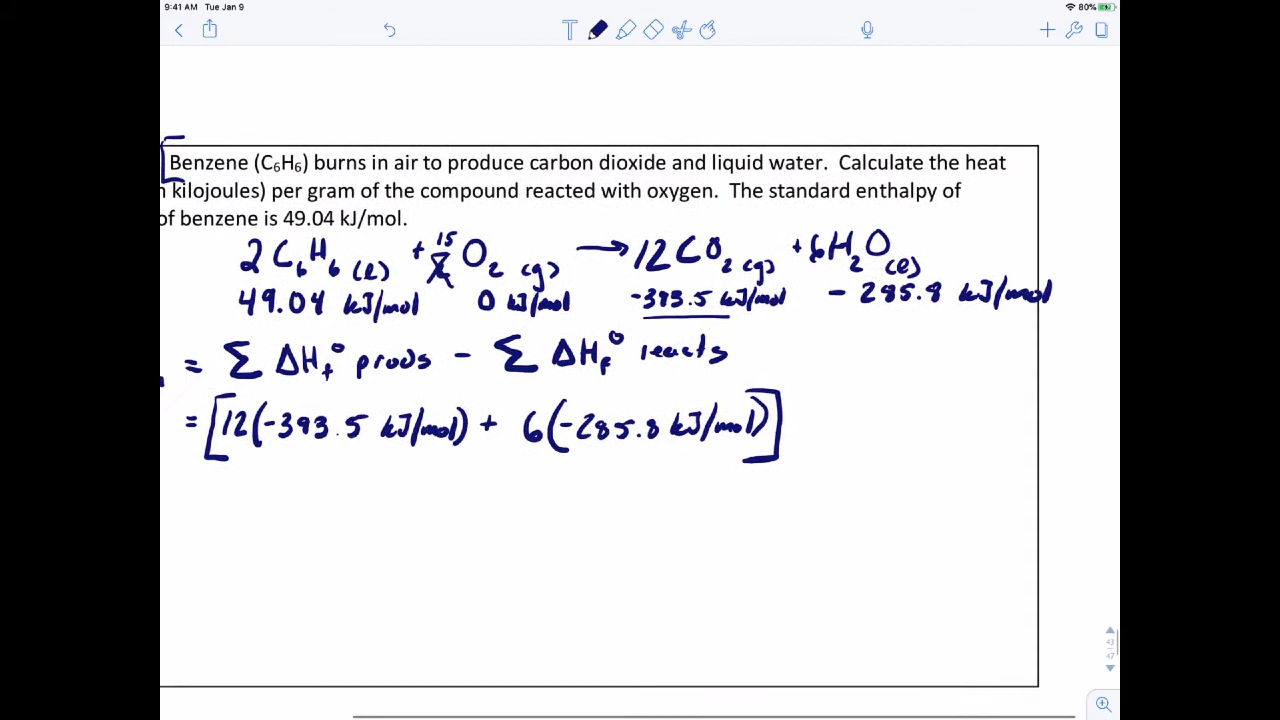 9:41 AM Tue Jan 9
80%
Benzene (C₆H₆) burns in air to produce carbon dioxide and liquid water. Calculate the heat
kilojoules) per gram of the compound reacted with oxygen. The standard enthalpy of
of benzene is 49.04 kJ/mol.
2 C₆H₆ (l) + 15 O₂ (g) → 12 CO₂ (g) + 6 H₂O (l)
49.04 kJ/mol 0 kJ/mol -393.5 kJ/mol - 285.8 kJ/mol
= Σ ΔHf° prods - Σ ΔHf° reacts
= [12(-393.5 kJ/mol) + 6(-285.8 kJ/mol)]
43
47